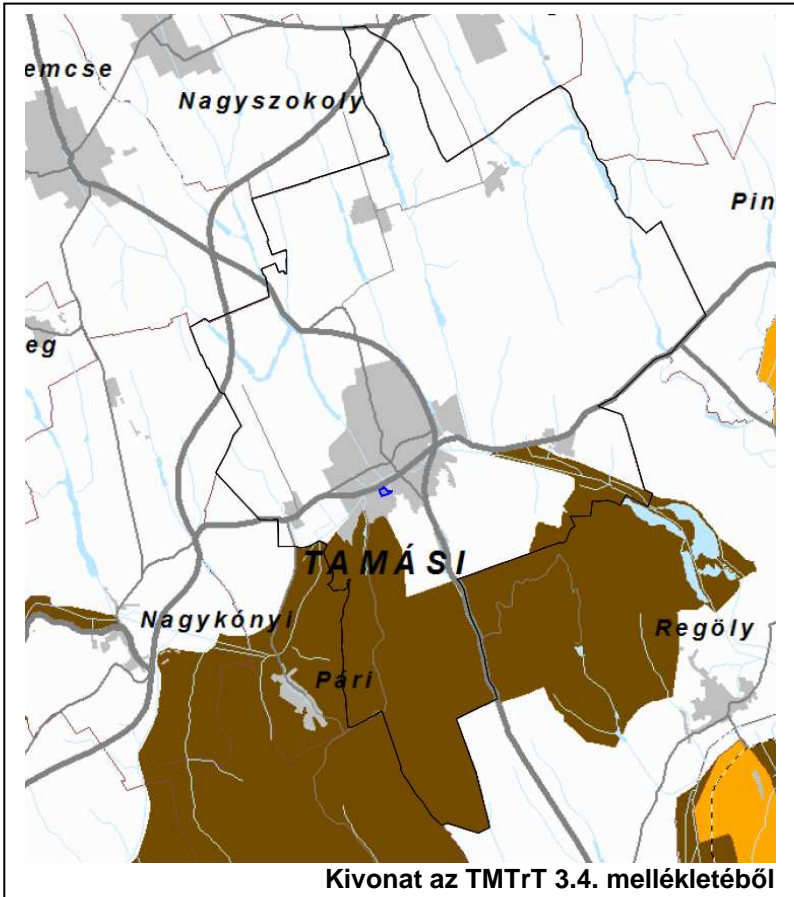 emcse
Nagyszokoly
Pin
eg
TAMÁSI
Nagykónyi
Regöly
Pári
Kivonat az TMTrT 3.4. mellékletéből